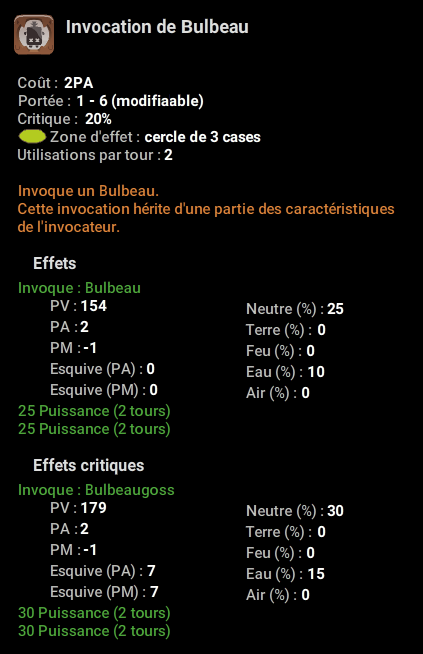 Invocation de Bulbeau
Coût : 2PA
Portée : 1 - 6 (modifiaable)
Critique : 20%
Zone d'effet : cercle de 3 cases
Utilisations par tour : 2
Invoque un Bulbeau.
Cette invocation hérite d'une partie des caractéristiques
de l'invocateur.
Effets
Invoque : Bulbeau
PV : 154
PA : 2
PM : -1
Esquive (PA) : 0
Esquive (PM) : 0
Neutre (%) : 25
Terre (%) : 0
Feu (%) : 0
Eau (%) : 10
Air (%) : 0
25 Puissance (2 tours)
25 Puissance (2 tours)
Effets critiques
Invoque : Bulbeaugoss
PV : 179
PA : 2
PM : -1
Esquive (PA) : 7
Esquive (PM) : 7
Neutre (%) : 30
Terre (%) : 0
Feu (%) : 0
Eau (%) : 15
Air (%) : 0
30 Puissance (2 tours)
30 Puissance (2 tours)